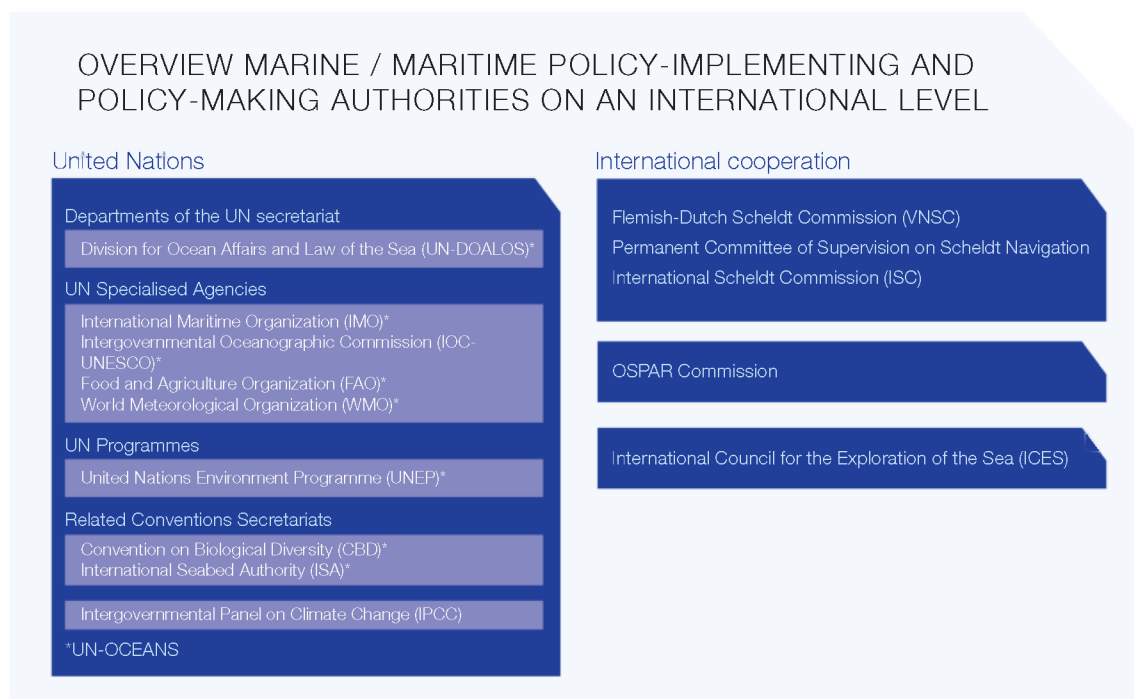 OVERVIEW MARINE / MARITIME POLICY-IMPLEMENTING AND
POLICY-MAKING AUTHORITIES ON AN INTERNATIONAL LEVEL
United Nations
Departments of the UN secretariat
Division for Ocean Affairs and Law of the Sea (UN-DOALOS)*
UN Specialised Agencies
International Maritime Organization (IMO)*
Intergovernmental Oceanographic Commission (IOC-
UNESCO)*
Food and Agriculture Organization (FAO)*
World Meteorological Organization (WMO)*
UN Programmes
United Nations Environment Programme (UNEP)*
Related Conventions Secretariats
Convention on Biological Diversity (CBD)*
International Seabed Authority (ISA)*
Intergovernmental Panel on Climate Change (IPCC)
*UN-OCEANS
International cooperation
Flemish-Dutch Scheldt Commission (VNSC)
Permanent Committee of Supervision on Scheldt Navigation
International Scheldt Commission (ISC)
OSPAR Commission
International Council for the Exploration of the Sea (ICES)